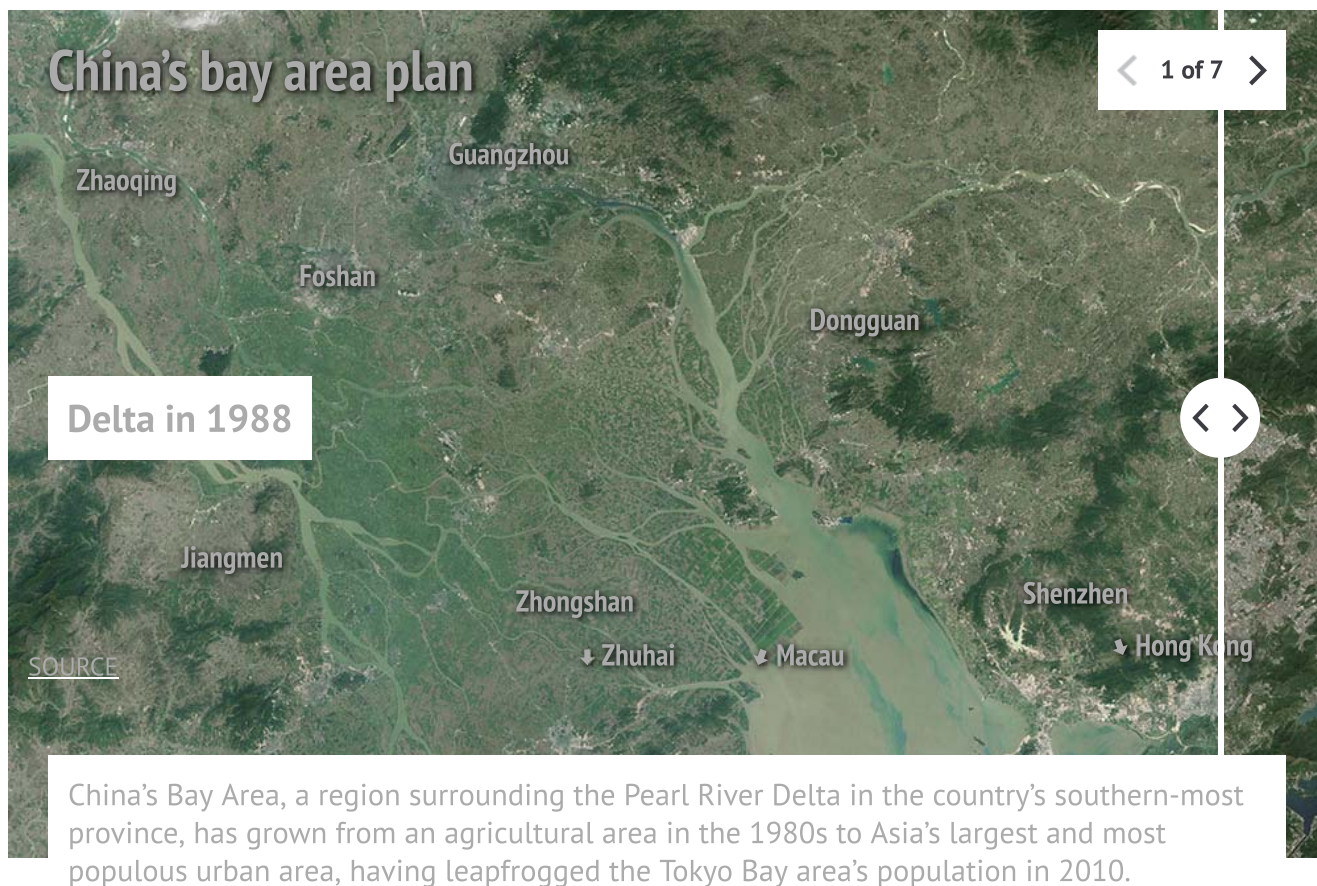 China's bay area plan
1 of 7
Guangzhou
Zhaoqing
Foshan
Dongguan
Delta in 1988
Jiangmen
Shenzhen
Zhongshan
Hong Kong
Zhuhai
Macau
SOURCE
China's Bay Area, a region surrounding the Pearl River Delta in the country's southern-most
province, has grown from an agricultural area in the 1980s to Asia's largest and most
populous urban area, having leapfrogged the Tokyo Bay area's population in 2010.